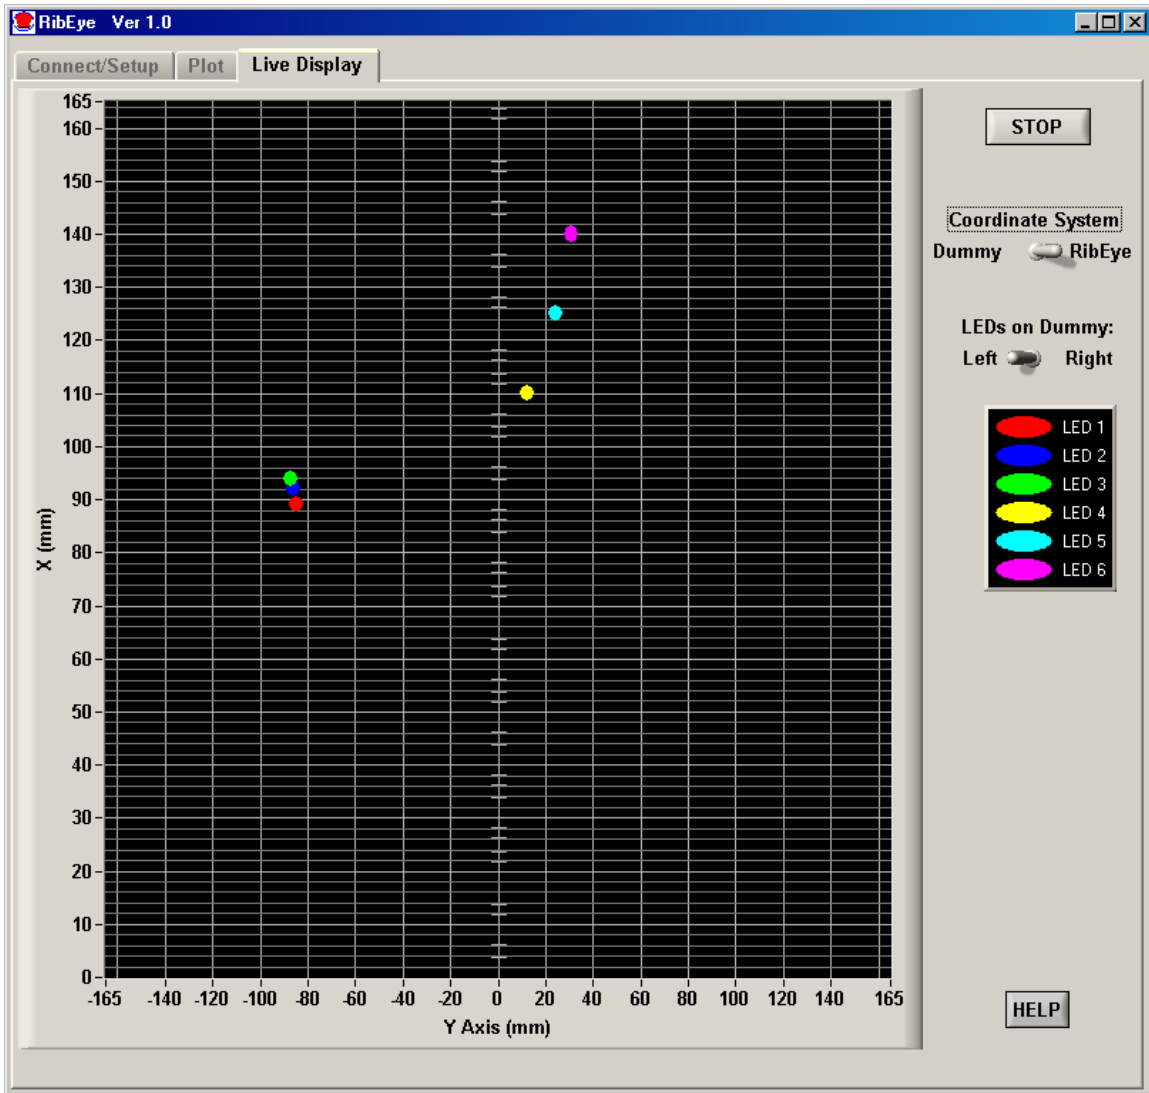 RibEye Ver 1.0
Connect/Setup Plot Live Display
165
160
150
140
130
120
110
100
90
80
70
60
50
40
30
20
10
0
X (mm)
-165 -140 -120 -100 -80 -60 -40 -20 0 20 40 60 80 100 120 140 165
Y Axis (mm)
STOP
Coordinate System
Dummy RibEye
LEDs on Dummy:
Left Right
LED 1
LED 2
LED 3
LED 4
LED 5
LED 6
HELP